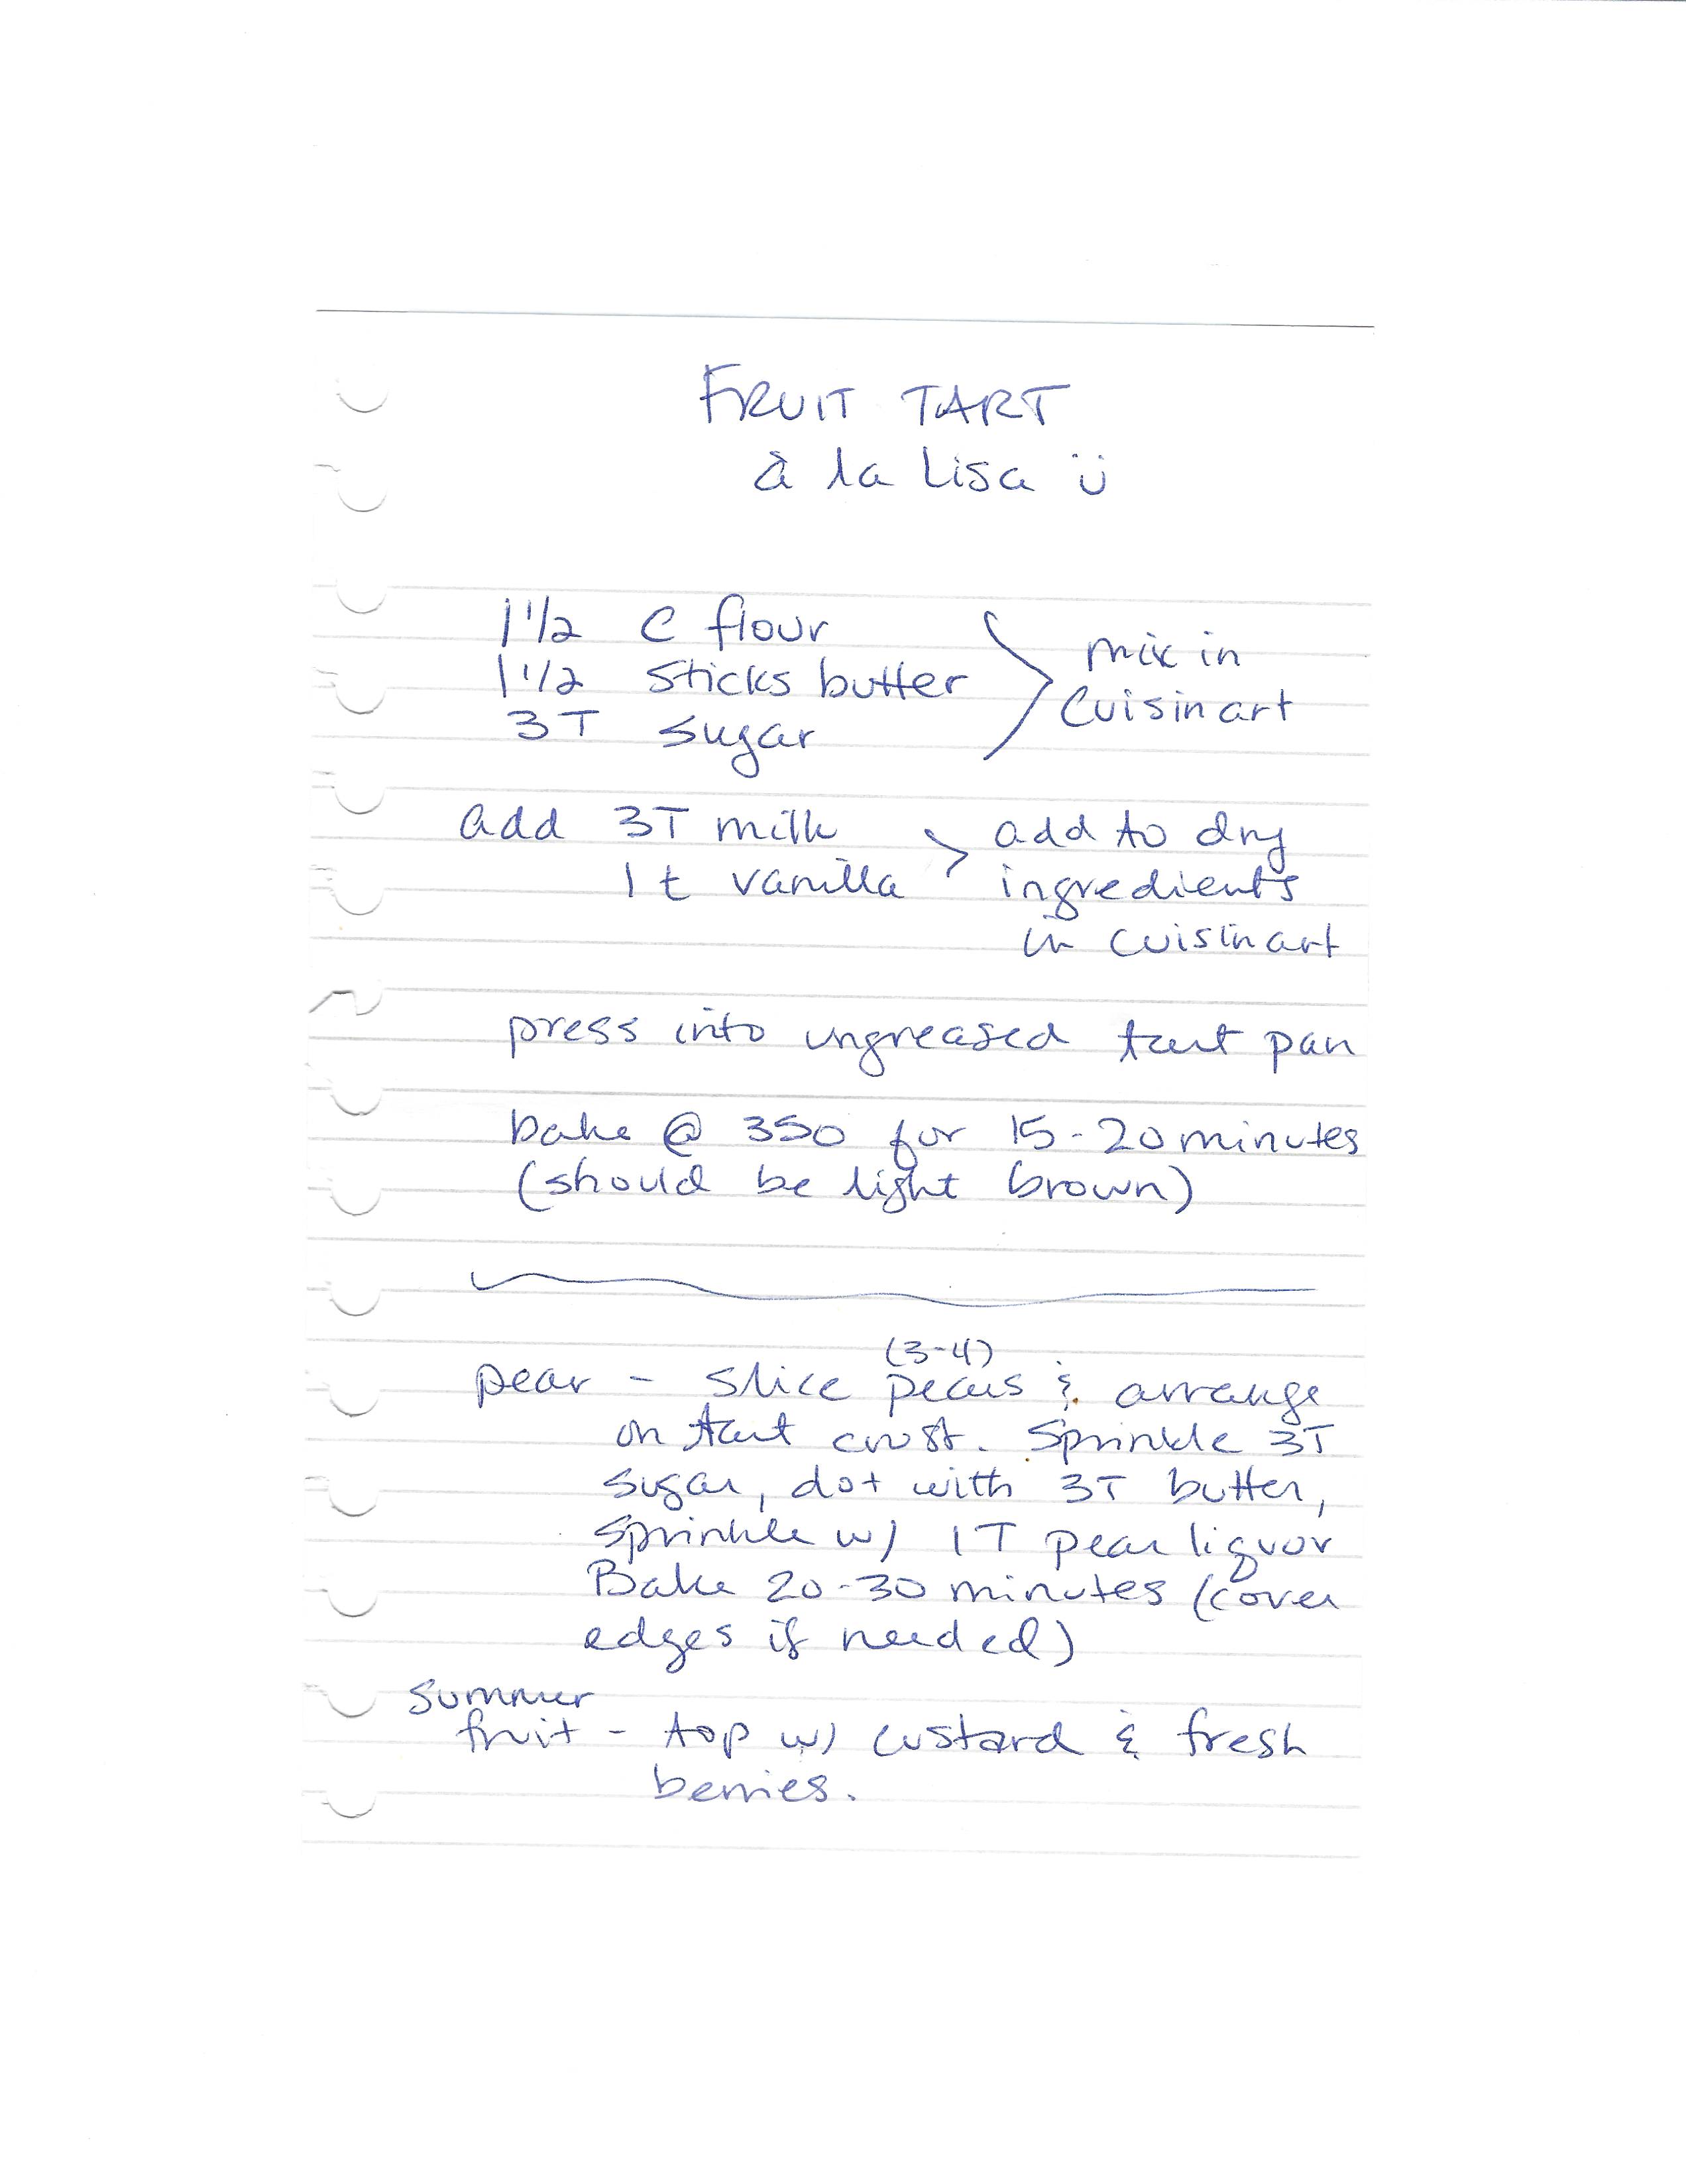 FRUIT TART
à la Lisa ü
1 1/2 C flour
1 1/2 sticks butter
3T sugar
mix in
Cuisinart
add 3T milk
1 t vanilla
add to dry
ingredients
in cuisinart
press into ungreased tart pan
bake @ 350 for 15-20 minutes
(should be light brown)
(3-4)
pear - slice pears & arrange
on tart crust. Sprinkle 3T
sugar, dot with 3T butter,
sprinkle w/ 1T pear liquor
Bake 20-30 minutes (cover
edges if needed)
summer
fruit - top w/ custard & fresh
berries.